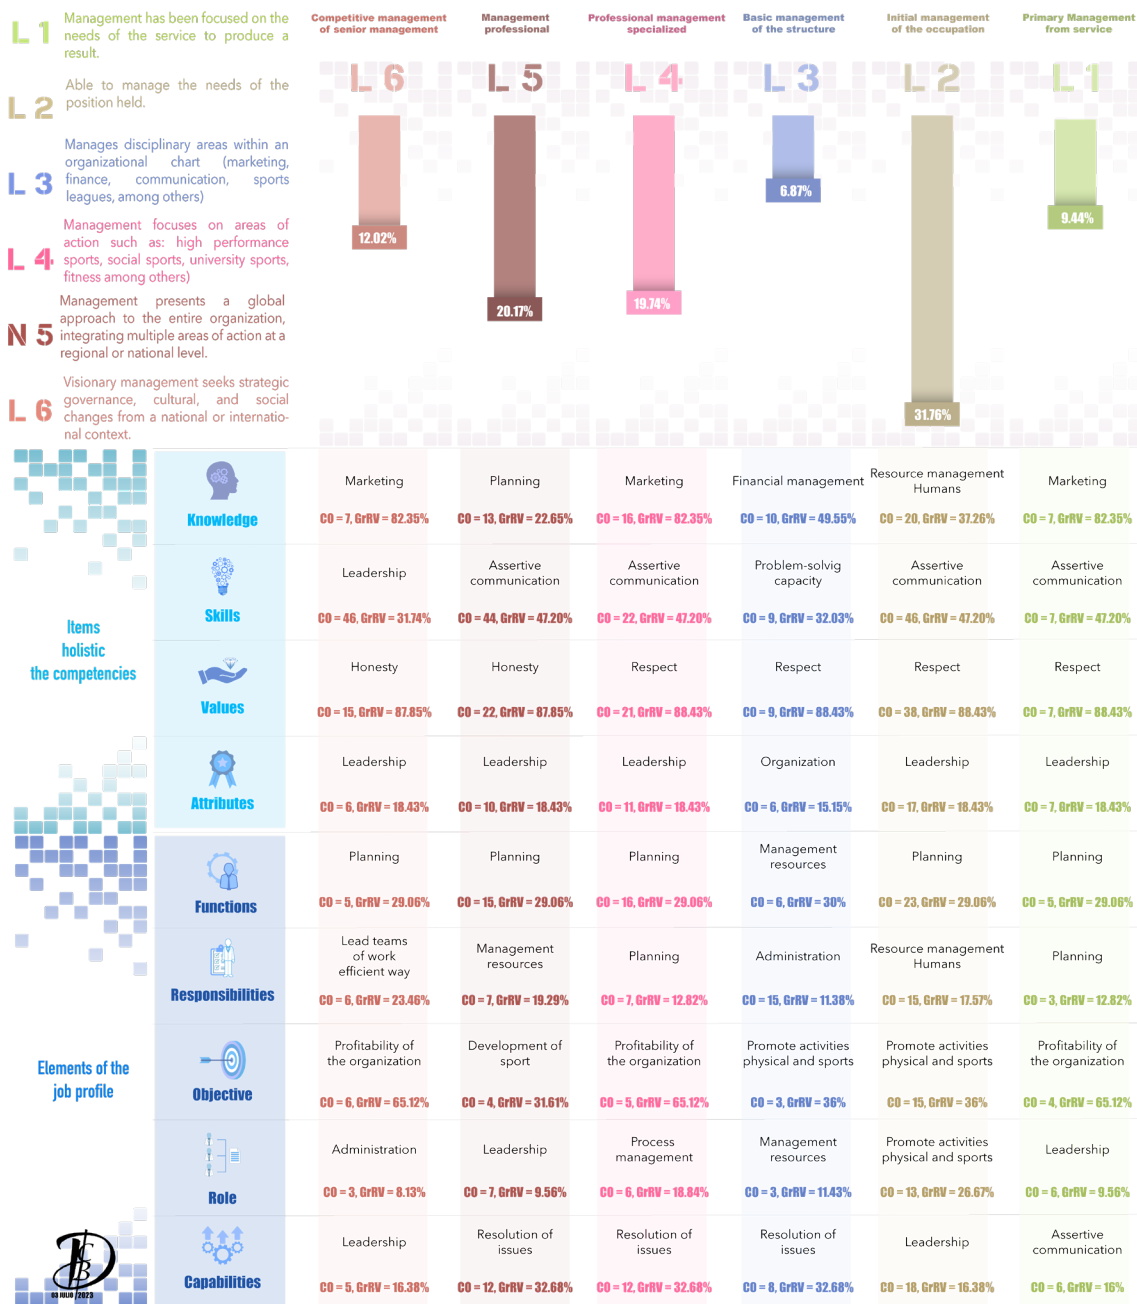 L 1
Management has been focused on the
needs of the service to produce a
result.
L 2
Able to manage the needs of the
position held.
L 3
Manages disciplinary areas within an
organizational chart (marketing,
finance, communication, sports
leagues, among others)
L 4
Management focuses on areas of
action such as: high performance
sports, social sports, university sports,
fitness among others)
N 5
Management presents a global
approach to the entire organization,
integrating multiple areas of action at a
regional or national level.
L 6
Visionary management seeks strategic
governance, cultural, and social
changes from a national or internatio-
nal context.
Competitive management
of senior management
Management
professional
Professional management
specialized
Basic management
of the structure
Initial management
of the occupation
Primary Management
from service
L 6
L 5
L 4
L 3
L 2
L 1
12.02%
20.17%
19.74%
6.87%
31.76%
9.44%
Items
holistic
the competencies
Knowledge
Marketing
CO = 7, GrRV = 82.35%
Planning
CO = 13, GrRV = 22.65%
Marketing
CO = 16, GrRV = 82.35%
Financial management
CO = 10, GrRV = 49.55%
Resource management
Humans
CO = 20, GrRV = 37.26%
Marketing
CO = 7, GrRV = 82.35%
Skills
Leadership
CO = 46, GrRV = 31.74%
Assertive
communication
CO = 44, GrRV = 47.20%
Assertive
communication
CO = 22, GrRV = 47.20%
Problem-solvig
capacity
CO = 9, GrRV = 32.03%
Assertive
communication
CO = 46, GrRV = 47.20%
Assertive
communication
CO = 7, GrRV = 47.20%
Values
Honesty
CO = 15, GrRV = 87.85%
Honesty
CO = 22, GrRV = 87.85%
Respect
CO = 21, GrRV = 88.43%
Respect
CO = 9, GrRV = 88.43%
Respect
CO = 38, GrRV = 88.43%
Respect
CO = 7, GrRV = 88.43%
Attributes
Leadership
CO = 6, GrRV = 18.43%
Leadership
CO = 10, GrRV = 18.43%
Leadership
CO = 11, GrRV = 18.43%
Organization
CO = 6, GrRV = 15.15%
Leadership
CO = 17, GrRV = 18.43%
Leadership
CO = 7, GrRV = 18.43%
Elements of the
job profile
Functions
Planning
CO = 5, GrRV = 29.06%
Planning
CO = 15, GrRV = 29.06%
Planning
CO = 16, GrRV = 29.06%
Management
resources
CO = 6, GrRV = 30%
Planning
CO = 23, GrRV = 29.06%
Planning
CO = 5, GrRV = 29.06%
Responsibilities
Lead teams
of work
efficient way
CO = 6, GrRV = 23.46%
Management
resources
CO = 7, GrRV = 19.29%
Planning
CO = 7, GrRV = 12.82%
Administration
CO = 15, GrRV = 11.38%
Resource management
Humans
CO = 15, GrRV = 17.57%
Planning
CO = 3, GrRV = 12.82%
Objective
Profitability of
the organization
CO = 6, GrRV = 65.12%
Development of
sport
CO = 4, GrRV = 31.61%
Profitability of
the organization
CO = 5, GrRV = 65.12%
Promote activities
physical and sports
CO = 3, GrRV = 36%
Promote activities
physical and sports
CO = 15, GrRV = 36%
Profitability of
the organization
CO = 4, GrRV = 65.12%
Role
Administration
CO = 3, GrRV = 8.13%
Leadership
CO = 7, GrRV = 9.56%
Process
management
CO = 6, GrRV = 18.84%
Management
resources
CO = 3, GrRV = 11.43%
Promote activities
physical and sports
CO = 13, GrRV = 26.67%
Leadership
CO = 6, GrRV = 9.56%
Capabilities
Leadership
CO = 5, GrRV = 16.38%
Resolution of
issues
CO = 12, GrRV = 32.68%
Resolution of
issues
CO = 12, GrRV = 32.68%
Resolution of
issues
CO = 8, GrRV = 32.68%
Leadership
CO = 18, GrRV = 16.38%
Assertive
communication
CO = 6, GrRV = 16%
D C B
03 JULIO 2023